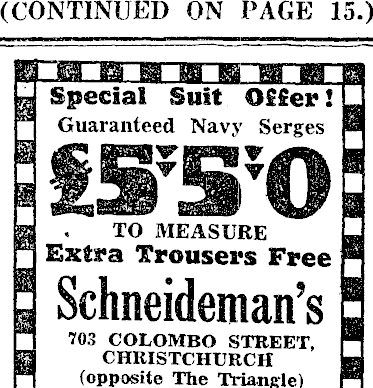 (CONTINUED ON PAGE 15.)
Special Suit Offer!
Guaranteed Navy Serges
£5'5'0
TO MEASURE
Extra Trousers Free
Schneideman's
703 COLOMBO STREET,
CHRISTCHURCH
(opposite The Triangle)